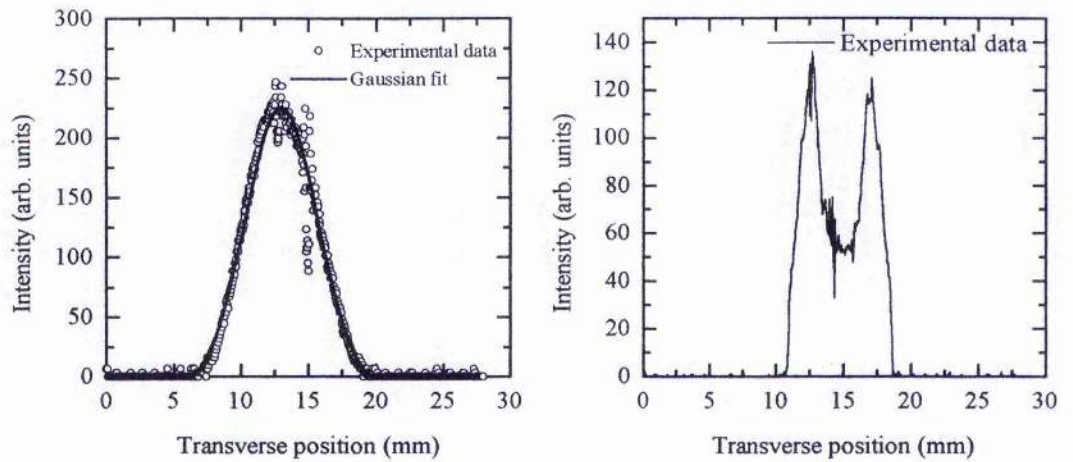 300
250
200
150
100
50
0
Intensity (arb. units)
Experimental data
Gaussian fit
0 5 10 15 20 25 30
Transverse position (mm)
140
120
100
80
60
40
20
0
Intensity (arb. units)
Experimental data
0 5 10 15 20 25 30
Transverse position (mm)